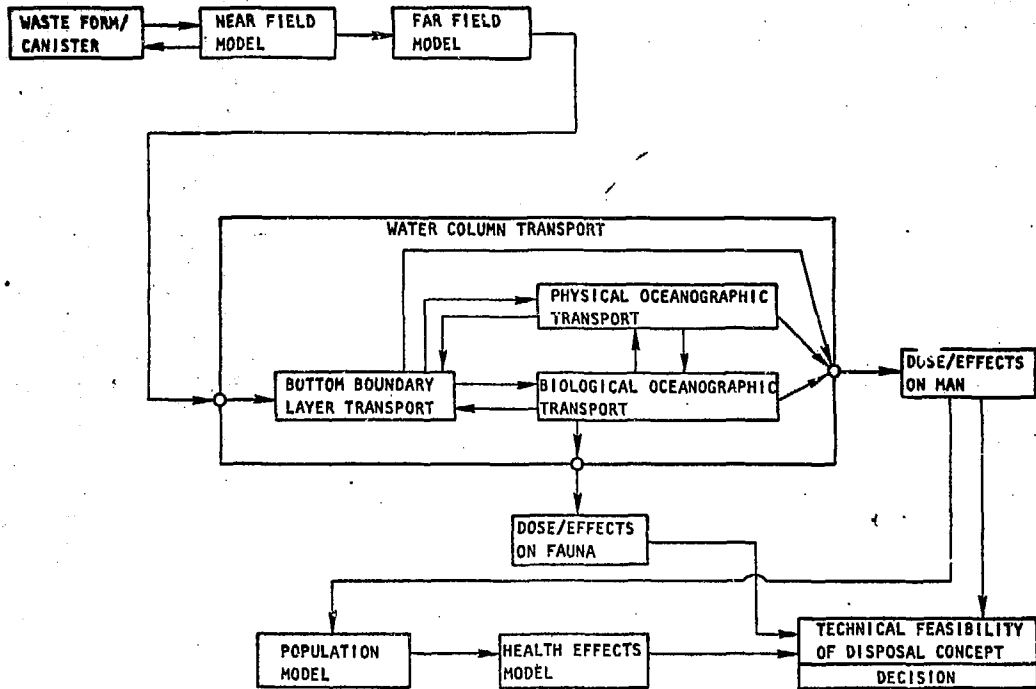 WASTE FORM/
CANISTER
NEAR FIELD
MODEL
FAR FIELD
MODEL
WATER COLUMN TRANSPORT
PHYSICAL OCEANOGRAPHIC
TRANSPORT
BOTTOM BOUNDARY
LAYER TRANSPORT
BIOLOGICAL OCEANOGRAPHIC
TRANSPORT
DOSE/EFFECTS
ON MAN
DOSE/EFFECTS
ON FAUNA
POPULATION
MODEL
HEALTH EFFECTS
MODEL
TECHNICAL FEASIBILITY
OF DISPOSAL CONCEPT
DECISION